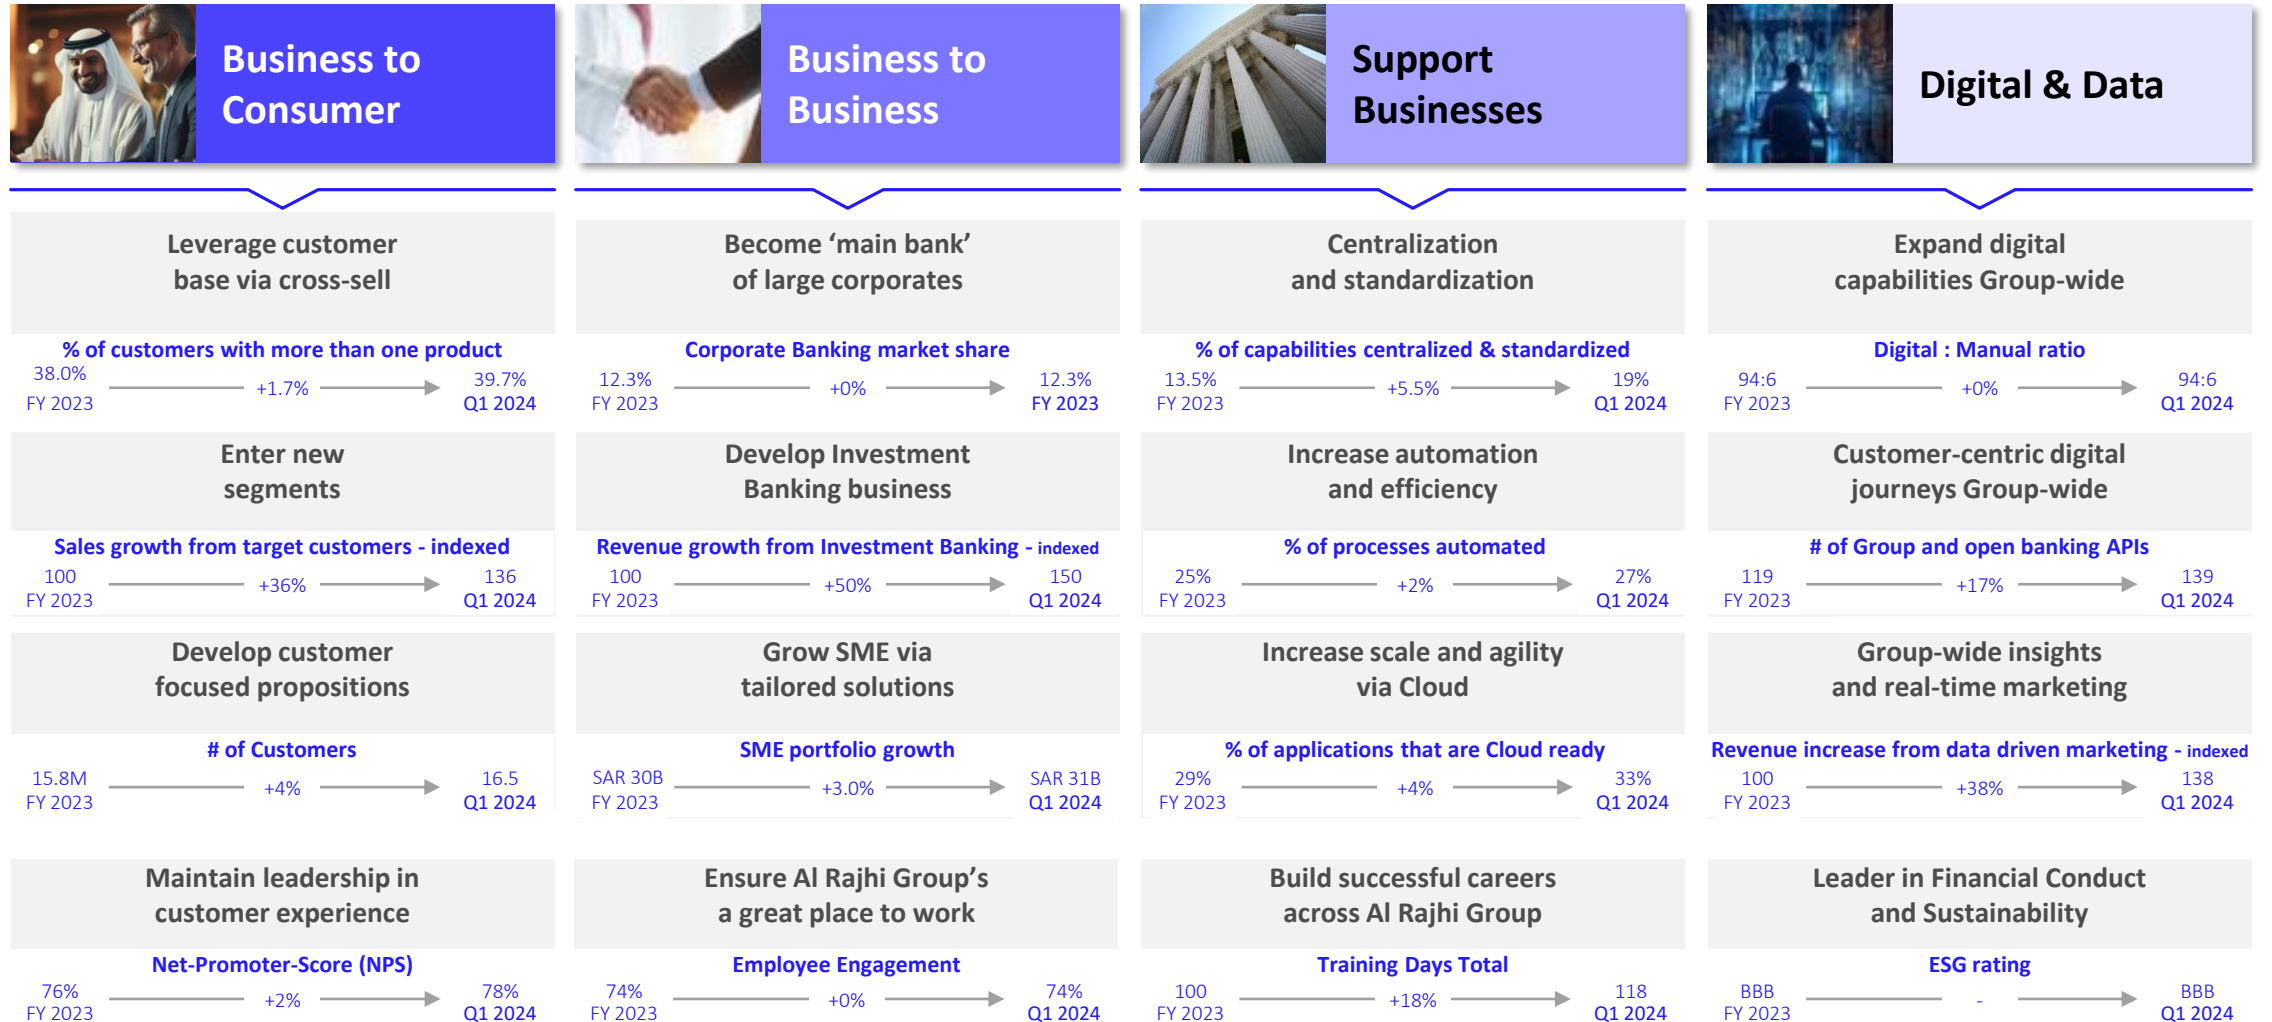 Business to
Consumer
Business to
Business
Support
Businesses
Digital & Data
Leverage customer
base via cross-sell
% of customers with more than one product
38.0%
FY 2023
+1.7%
39.7%
Q1 2024
Become ‘main bank’
of large corporates
Corporate Banking market share
12.3%
FY 2023
+0%
12.3%
FY 2023
Centralization
and standardization
% of capabilities centralized & standardized
13.5%
FY 2023
+5.5%
19%
Q1 2024
Expand digital
capabilities Group-wide
Digital : Manual ratio
94:6
FY 2023
+0%
94:6
Q1 2024
Enter new
segments
Sales growth from target customers - indexed
100
FY 2023
+36%
136
Q1 2024
Develop Investment
Banking business
Revenue growth from Investment Banking - indexed
100
FY 2023
+50%
150
Q1 2024
Increase automation
and efficiency
% of processes automated
25%
FY 2023
+2%
27%
Q1 2024
Customer-centric digital
journeys Group-wide
# of Group and open banking APIs
119
FY 2023
+17%
139
Q1 2024
Develop customer
focused propositions
# of Customers
15.8M
FY 2023
+4%
16.5
Q1 2024
Grow SME via
tailored solutions
SME portfolio growth
SAR 30B
FY 2023
+3.0%
SAR 31B
Q1 2024
Increase scale and agility
via Cloud
% of applications that are Cloud ready
29%
FY 2023
+4%
33%
Q1 2024
Group-wide insights
and real-time marketing
Revenue increase from data driven marketing - indexed
100
FY 2023
+38%
138
Q1 2024
Maintain leadership in
customer experience
Net-Promoter-Score (NPS)
76%
FY 2023
+2%
78%
Q1 2024
Ensure Al Rajhi Group’s
a great place to work
Employee Engagement
74%
FY 2023
+0%
74%
Q1 2024
Build successful careers
across Al Rajhi Group
Training Days Total
100
FY 2023
+18%
118
Q1 2024
Leader in Financial Conduct
and Sustainability
ESG rating
BBB
FY 2023
-
BBB
Q1 2024